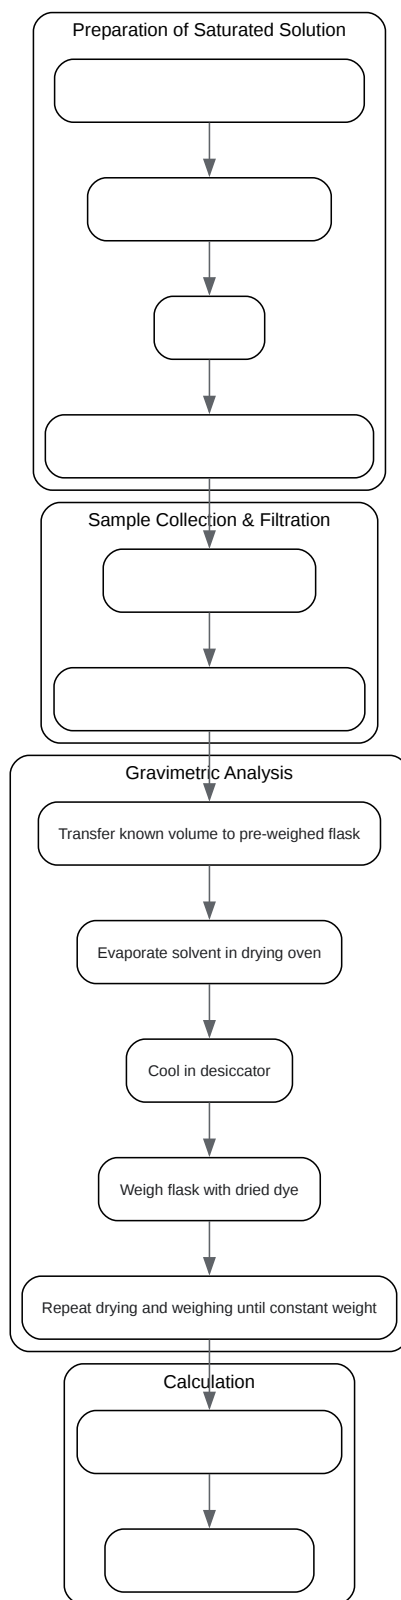 Preparation of Saturated Solution
Sample Collection & Filtration
Gravimetric Analysis
Transfer known volume to pre-weighed flask
Evaporate solvent in drying oven
Cool in desiccator
Weigh flask with dried dye
Repeat drying and weighing until constant weight
Calculation